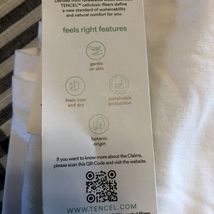 TENCEL™ cellulosic fibers define
a new standard of sustainability
and natural comfort for you.
feels right features
gentle
on skin
feels cool
and dry
sustainable
production
botanic
origin
If you want to know more about the Claims,
please scan this QR-Code and visit the website.
WWW.TENCEL.COM